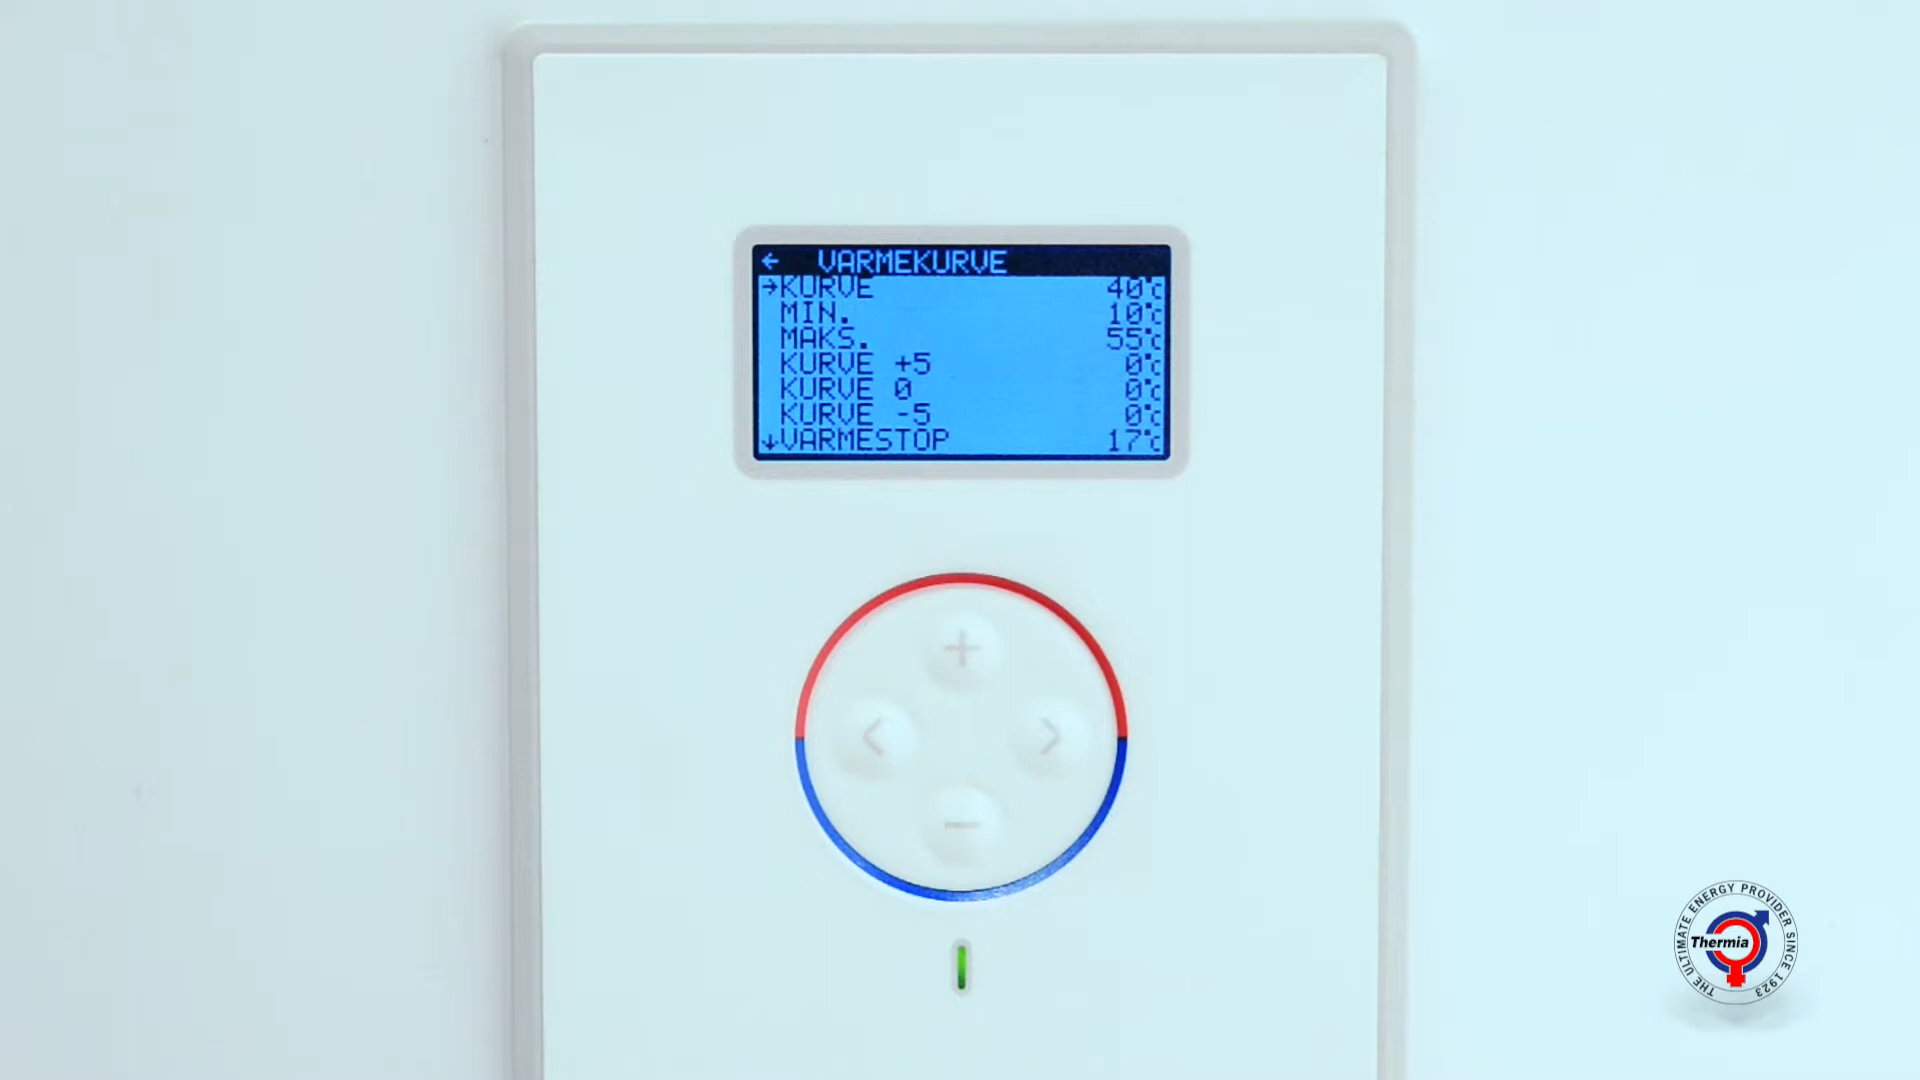 ← VARMEKURVE
→KURVE 40°C
MIN. 10°C
MAKS. 55°C
KURVE +5 0°C
KURVE 0 0°C
KURVE -5 0°C
↓VARMESTOP 17°C
+
< >
−
THE ULTIMATE ENERGY PROVIDER SINCE 1923
Thermia